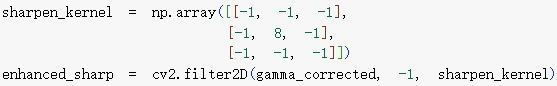 sharpen_kernel = np.array([[-1, -1, -1],
[-1, 8, -1],
[-1, -1, -1]])
enhanced_sharp = cv2.filter2D(gamma_corrected, -1, sharpen_kernel)